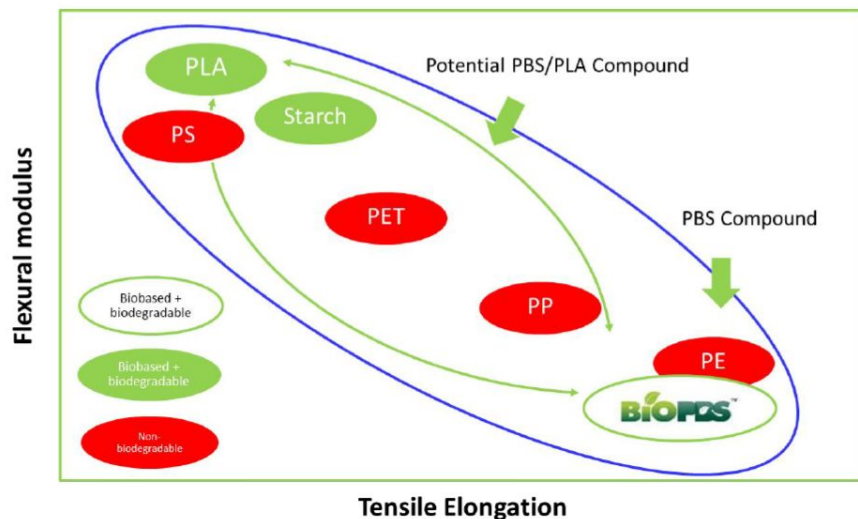 PLA
Potential PBS/PLA Compound
Starch
PS
PET
PBS Compound
Flexural modulus
PP
Biobased +
biodegradable
PE
Biobased +
biodegradable
BIOPBS™
Non-
biodegradable
Tensile Elongation